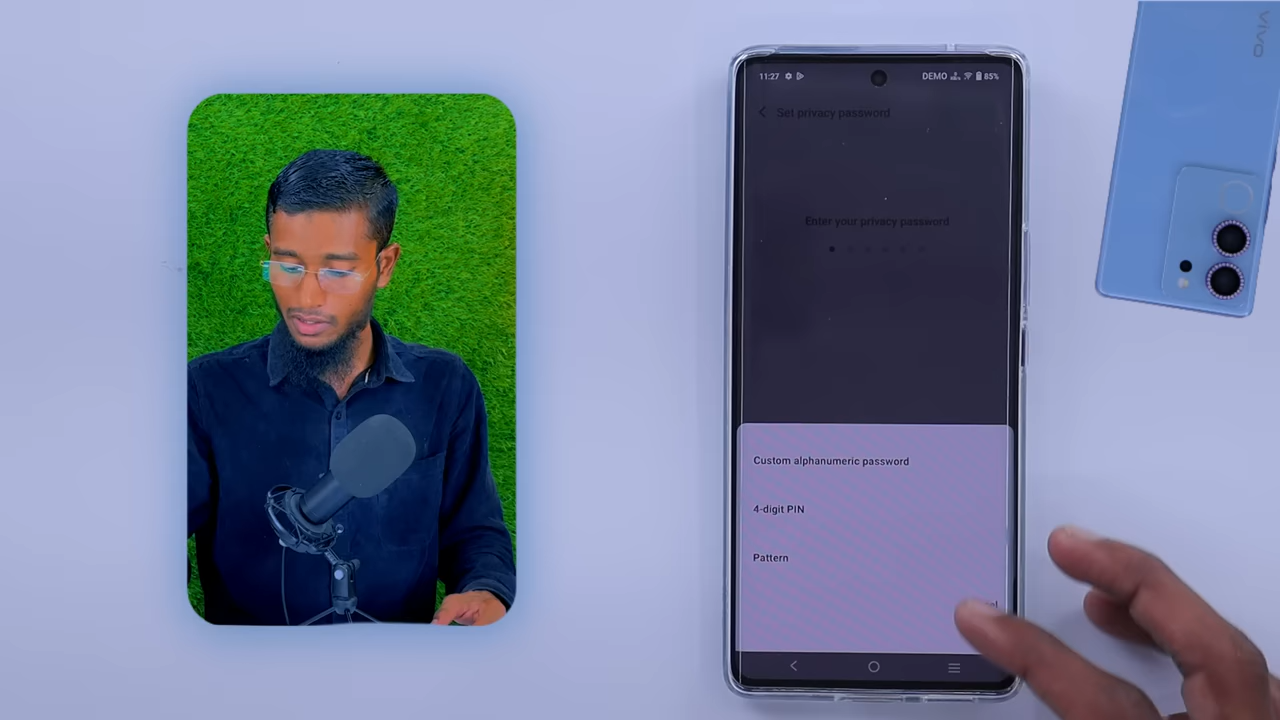 vivo
11:27
DEMO
85%
Set privacy password
Enter your privacy password
Custom alphanumeric password
4-digit PIN
Pattern